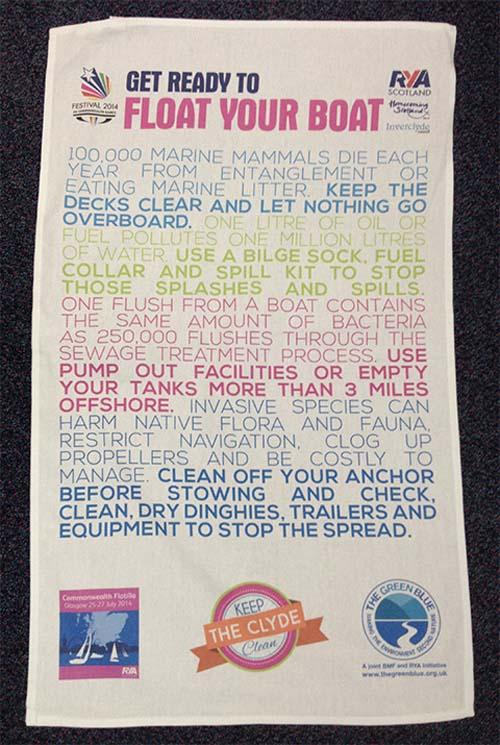 FESTIVAL 2014
GET READY TO
FLOAT YOUR BOAT
RYA
SCOTLAND
Homecoming
Scotland
Inverclyde
100,000 MARINE MAMMALS DIE EACH
YEAR FROM ENTANGLEMENT OR
EATING MARINE LITTER. KEEP THE
DECKS CLEAR AND LET NOTHING GO
OVERBOARD. ONE LITRE OF OIL OR
FUEL POLLUTES ONE MILLION LITRES
OF WATER. USE A BILGE SOCK, FUEL
COLLAR AND SPILL KIT TO STOP
THOSE SPLASHES AND SPILLS.
ONE FLUSH FROM A BOAT CONTAINS
THE SAME AMOUNT OF BACTERIA
AS 250,000 FLUSHES THROUGH THE
SEWAGE TREATMENT PROCESS. USE
PUMP OUT FACILITIES OR EMPTY
YOUR TANKS MORE THAN 3 MILES
OFFSHORE. INVASIVE SPECIES CAN
HARM NATIVE FLORA AND FAUNA,
RESTRICT NAVIGATION, CLOG UP
PROPELLERS AND BE COSTLY TO
MANAGE. CLEAN OFF YOUR ANCHOR
BEFORE STOWING AND CHECK,
CLEAN, DRY DINGHIES, TRAILERS AND
EQUIPMENT TO STOP THE SPREAD.
Commonwealth Flotilla
Glasgow 25-27 July 2014
RYA
KEEP
THE CLYDE
Clean
THE GREEN BLUE
MAKING THE ENVIRONMENT SECOND NATURE
A joint BMF and RYA initiative
www.thegreenblue.org.uk